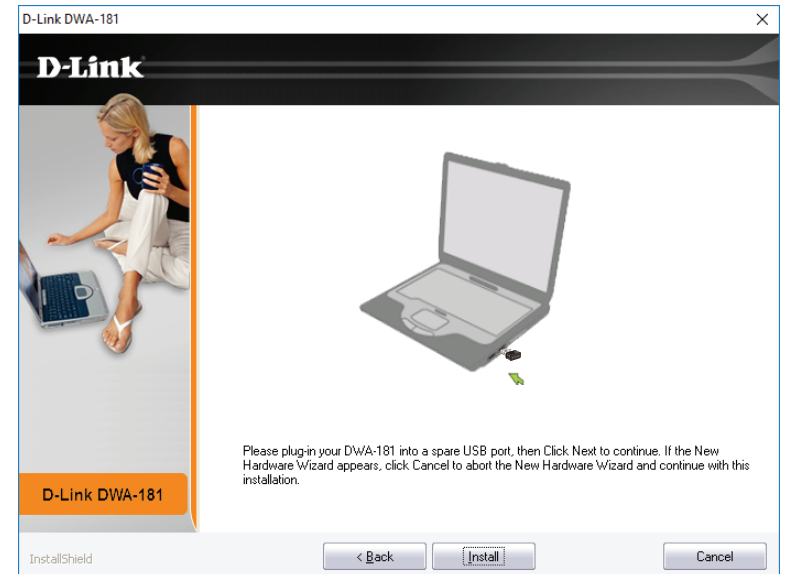 D-Link DWA-181
D-Link
Please plug-in your DWA-181 into a spare USB port, then Click Next to continue. If the New
Hardware Wizard appears, click Cancel to abort the New Hardware Wizard and continue with this
installation.
D-Link DWA-181
InstallShield
< Back
Install
Cancel